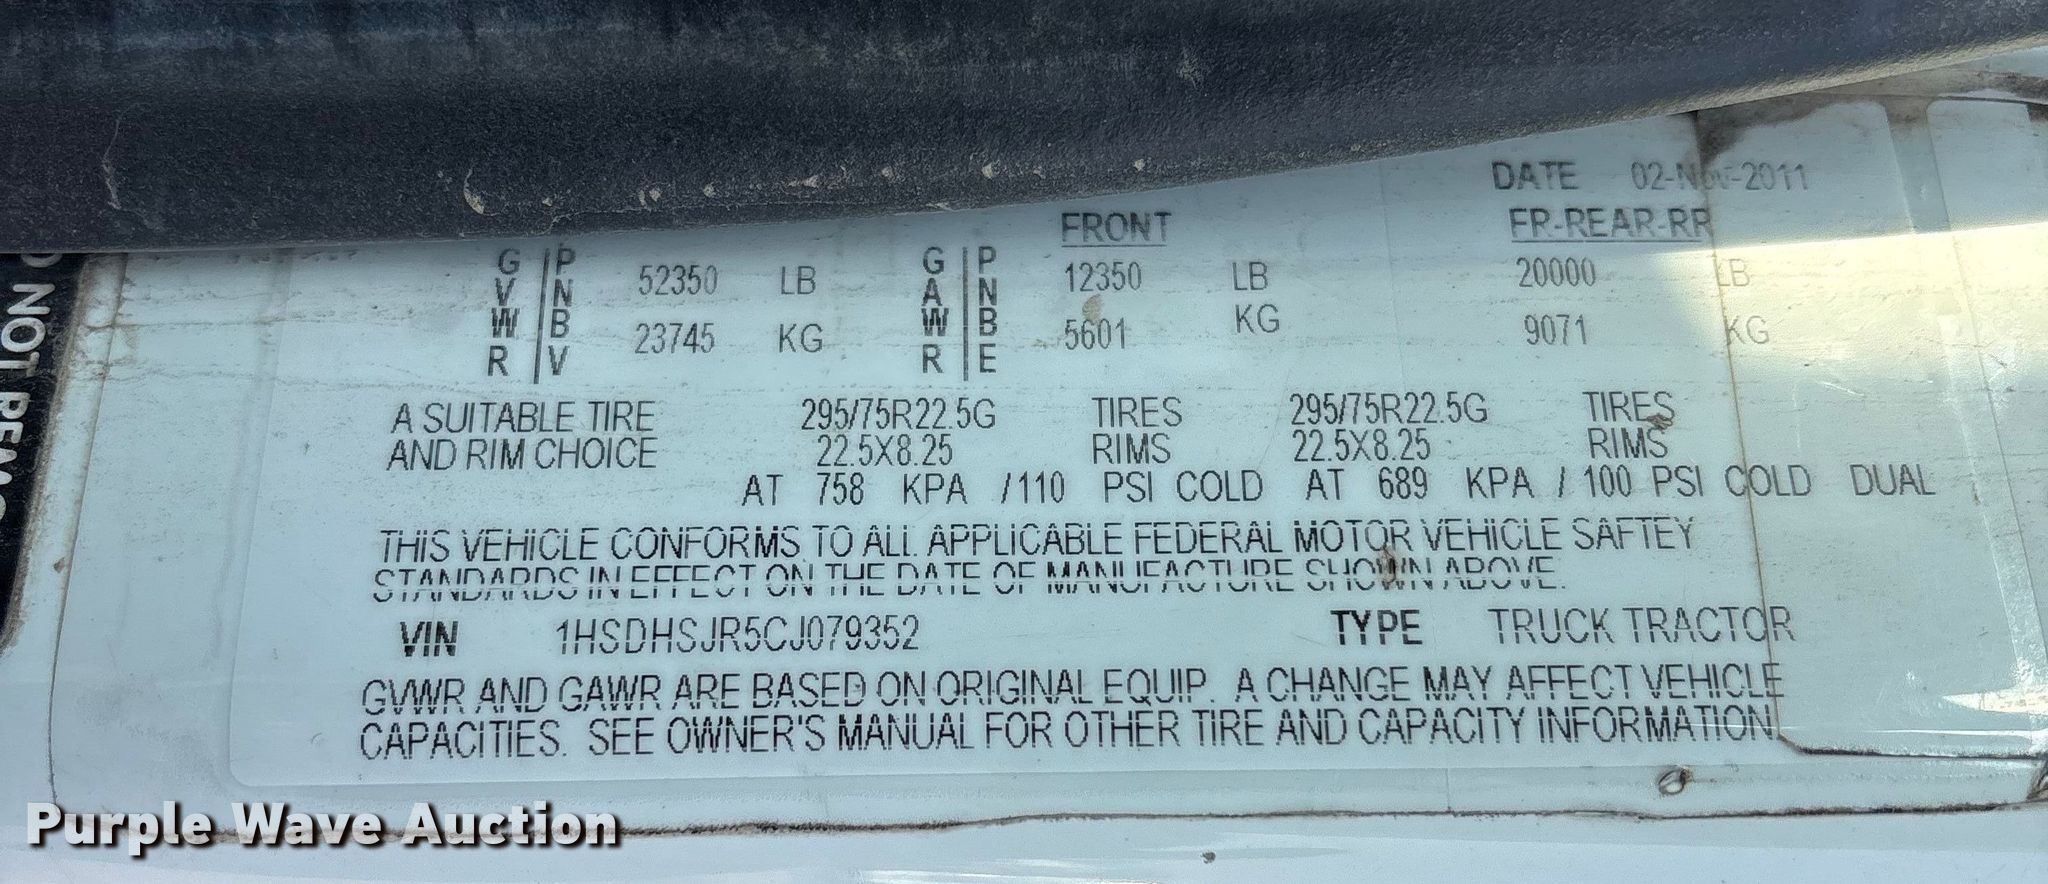 DATE 02-NOV-2011
FRONT FR-REAR-RR
GVWR PNBV 52350 LB GAWR PNBE 12350 LB 20000 LB
23745 KG 5601 KG 9071 KG
A SUITABLE TIRE 295/75R22.5G TIRES 295/75R22.5G TIRES
AND RIM CHOICE 22.5X8.25 RIMS 22.5X8.25 RIMS
AT 758 KPA /110 PSI COLD AT 689 KPA / 100 PSI COLD DUAL
THIS VEHICLE CONFORMS TO ALL APPLICABLE FEDERAL MOTOR VEHICLE SAFTEY
STANDARDS IN EFFECT ON THE DATE OF MANUFACTURE SHOWN ABOVE.
VIN 1HSDHSJR5CJ079352 TYPE TRUCK TRACTOR
GVWR AND GAWR ARE BASED ON ORIGINAL EQUIP. A CHANGE MAY AFFECT VEHICLE
CAPACITIES. SEE OWNER'S MANUAL FOR OTHER TIRE AND CAPACITY INFORMATION.
NOT
Purple Wave Auction